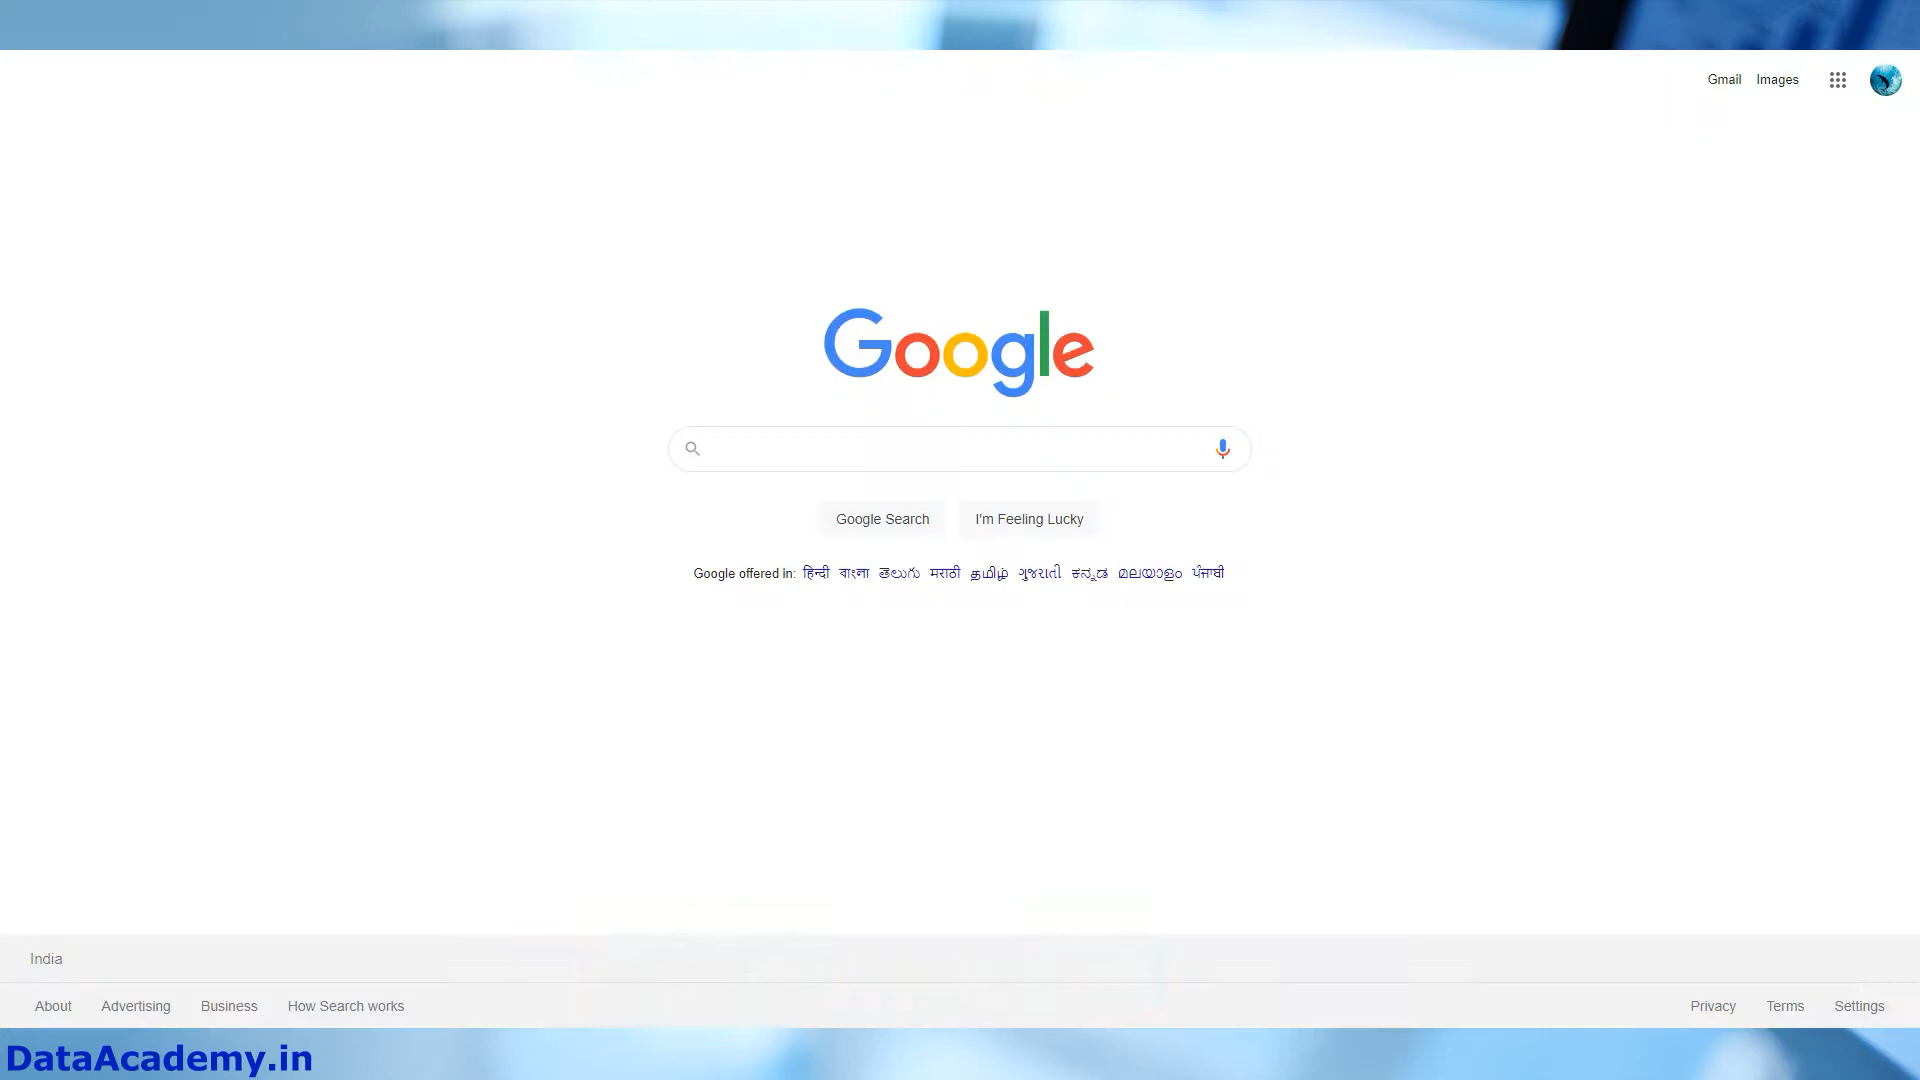 Gmail Images
Google
Google Search I'm Feeling Lucky
Google offered in: हिन्दी বাংলা తెలుగు मराठी தமிழ் ગુજરાતી ಕನ್ನಡ മലയാളം ਪੰਜਾਬੀ
India
About Advertising Business How Search works Privacy Terms Settings
DataAcademy.in